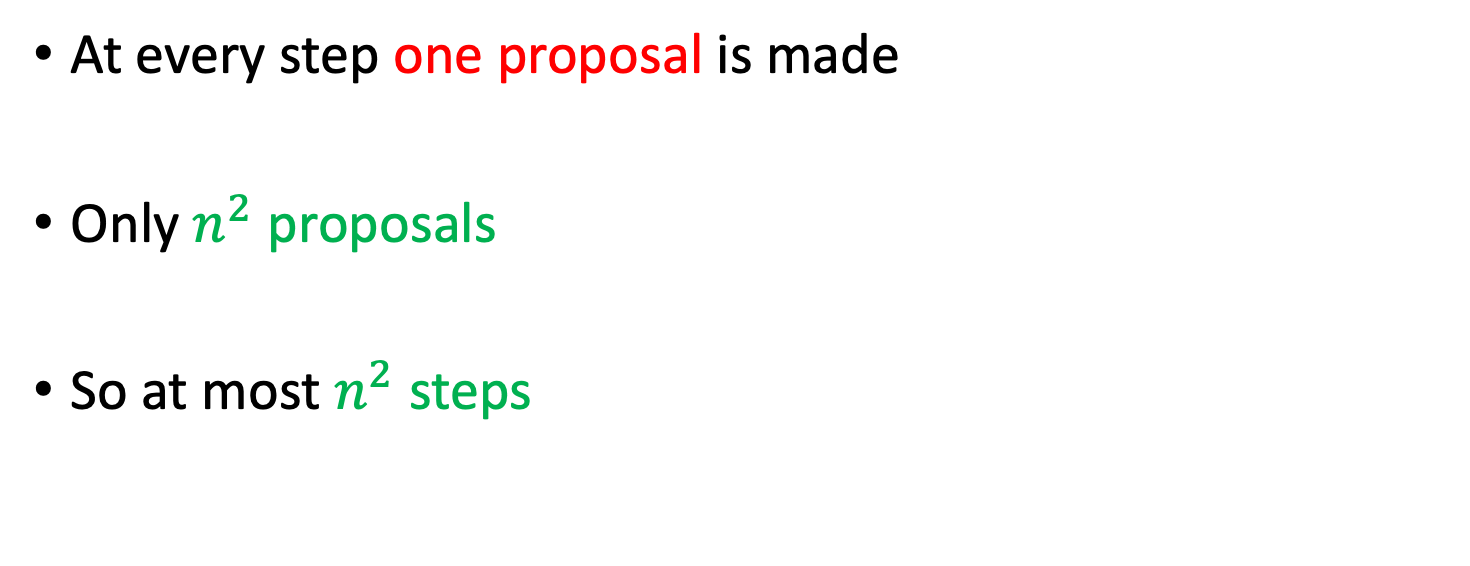 • At every step one proposal is made
• Only n² proposals
• So at most n² steps